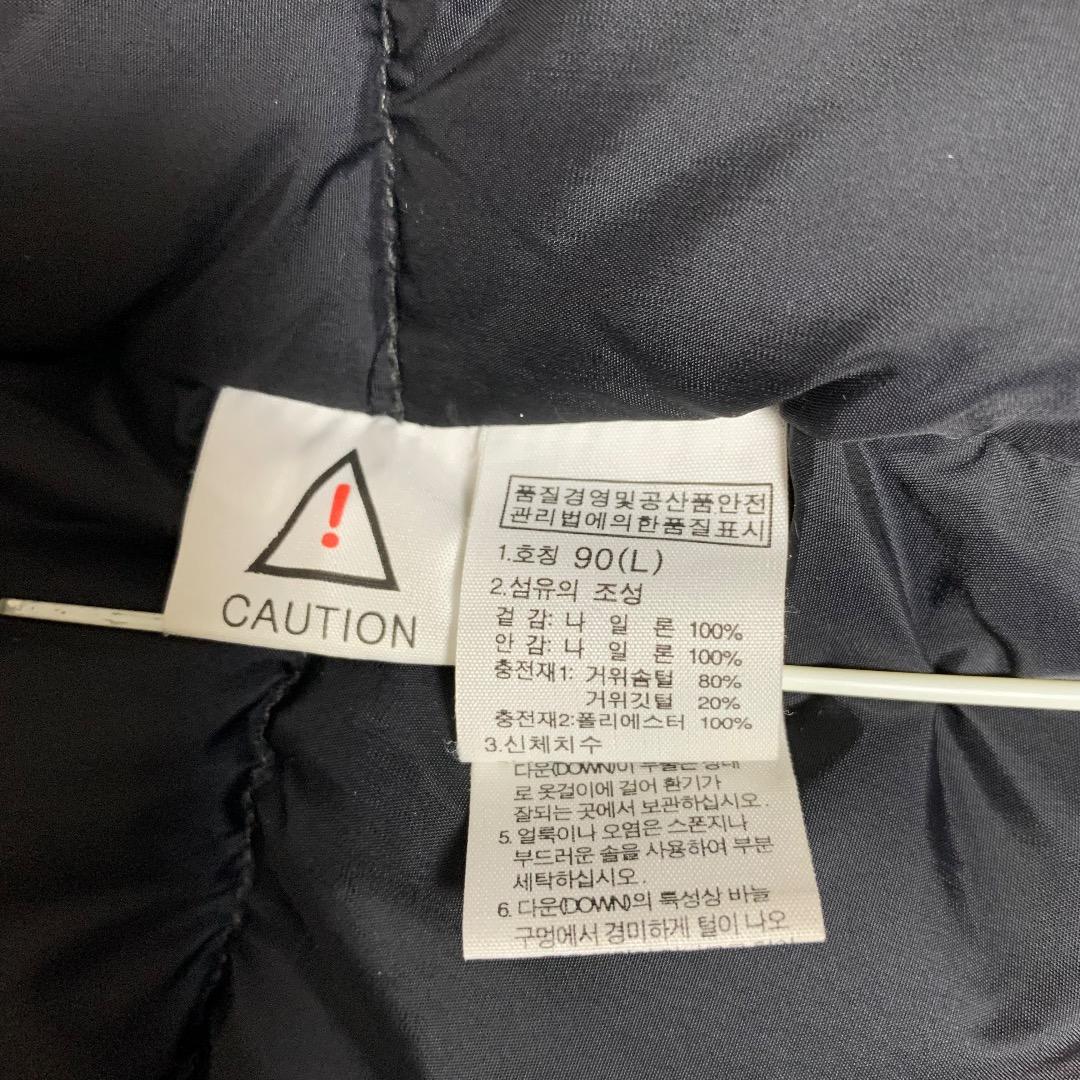 !
CAUTION
품질경영및공산품안전
관리법에의한품질표시
1.호칭 90(L)
2.섬유의 조성
겉감: 나 일 론 100%
안감: 나 일 론 100%
충전재1: 거위솜털 80%
거위깃털 20%
충전재2:폴리에스터 100%
3.신체치수
다운(DOWN)이
로 옷걸이에 걸어 환기가
잘되는 곳에서 보관하십시오.
5. 얼룩이나 오염은 스폰지나
부드러운 솔을 사용하여 부분
세탁하십시오.
6. 다운(DOWN)의 특성상 바늘
구멍에서 경미하게 털이 나오